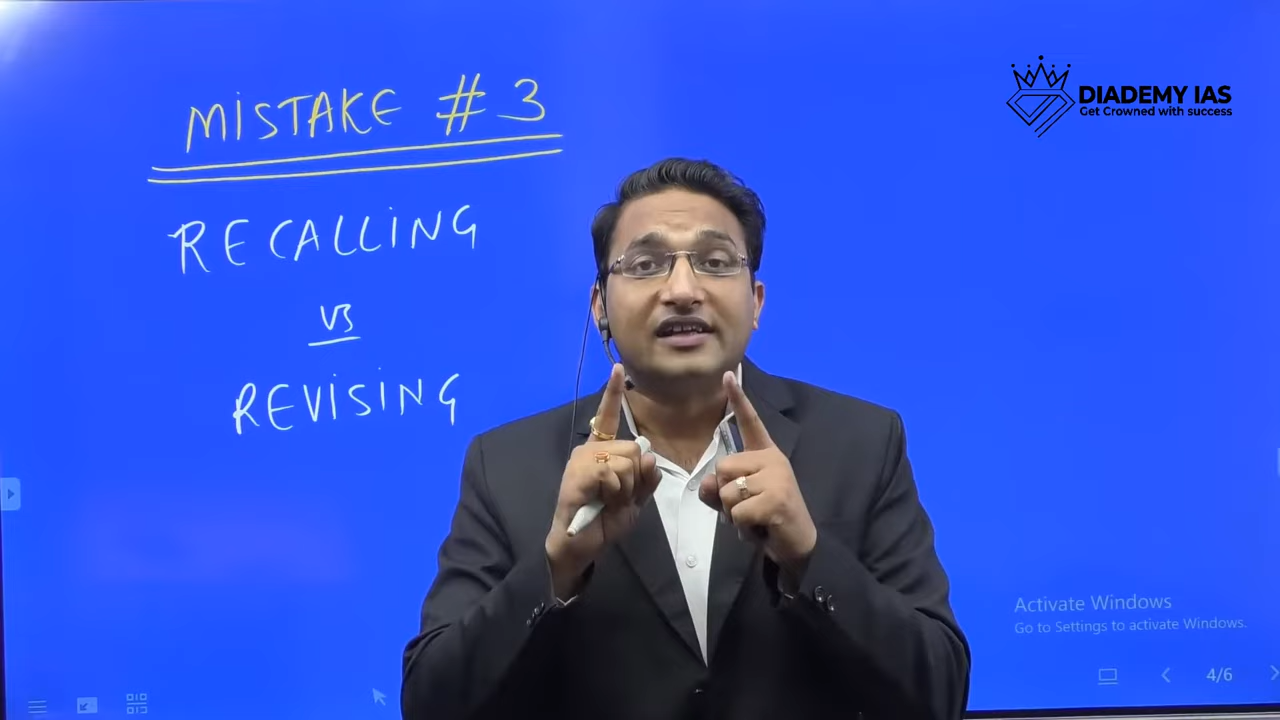 MISTAKE # 3
RECALLING
VS
REVISING
DIADEMY IAS
Get Crowned with success
Activate Windows
Go to Settings to activate Windows.
4/6